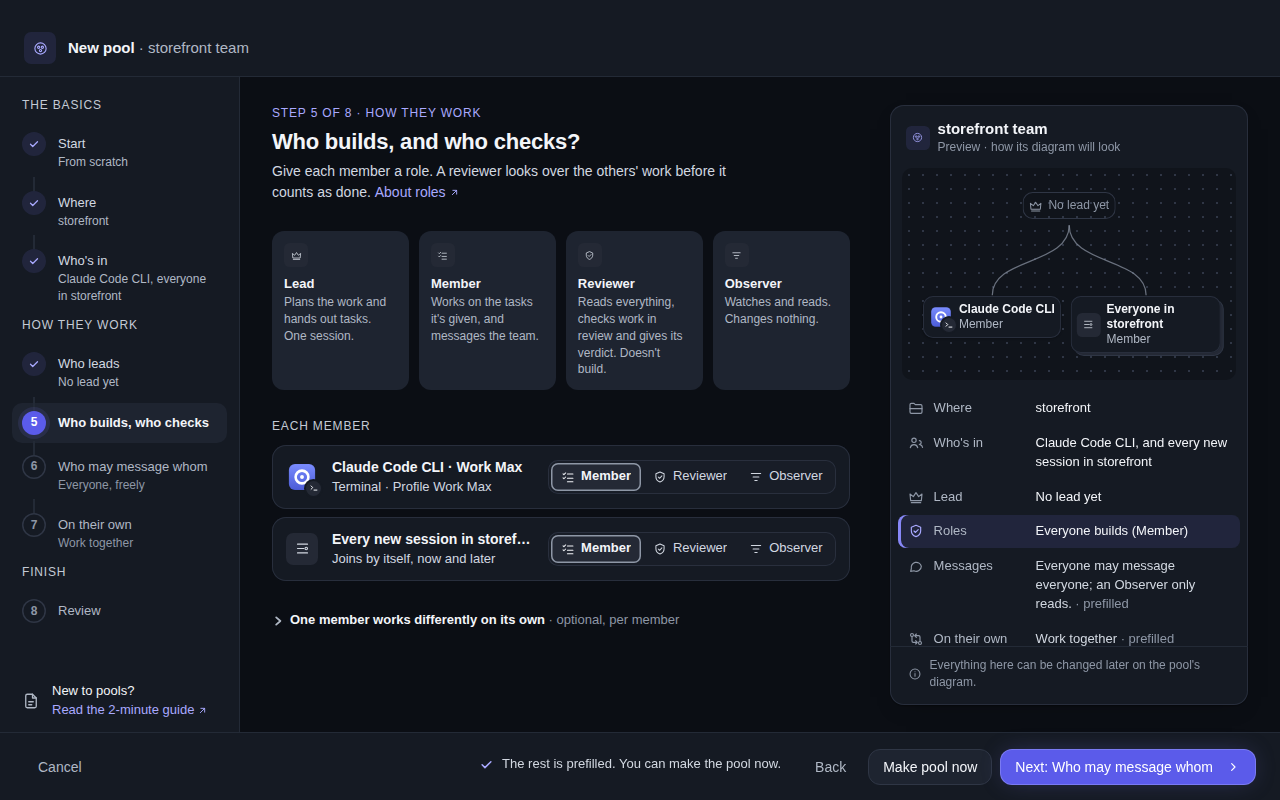 New pool · storefront team
THE BASICS
Start
From scratch
Where
storefront
Who's in
Claude Code CLI, everyone
in storefront
HOW THEY WORK
Who leads
No lead yet
5
Who builds, who checks
6
Who may message whom
Everyone, freely
7
On their own
Work together
FINISH
8
Review
New to pools?
Read the 2-minute guide
STEP 5 OF 8 · HOW THEY WORK
Who builds, and who checks?
Give each member a role. A reviewer looks over the others' work before it
counts as done. About roles
Lead
Plans the work and
hands out tasks.
One session.
Member
Works on the tasks
it's given, and
messages the team.
Reviewer
Reads everything,
checks work in
review and gives its
verdict. Doesn't
build.
Observer
Watches and reads.
Changes nothing.
EACH MEMBER
Claude Code CLI · Work Max
Terminal · Profile Work Max
Member
Reviewer
Observer
Every new session in storef…
Joins by itself, now and later
Member
Reviewer
Observer
One member works differently on its own · optional, per member
storefront team
Preview · how its diagram will look
No lead yet
Claude Code CLI
Member
Everyone in
storefront
Member
Where
storefront
Who's in
Claude Code CLI, and every new
session in storefront
Lead
No lead yet
Roles
Everyone builds (Member)
Messages
Everyone may message
everyone; an Observer only
reads. · prefilled
On their own
Work together · prefilled
Everything here can be changed later on the pool's
diagram.
Cancel
The rest is prefilled. You can make the pool now.
Back
Make pool now
Next: Who may message whom